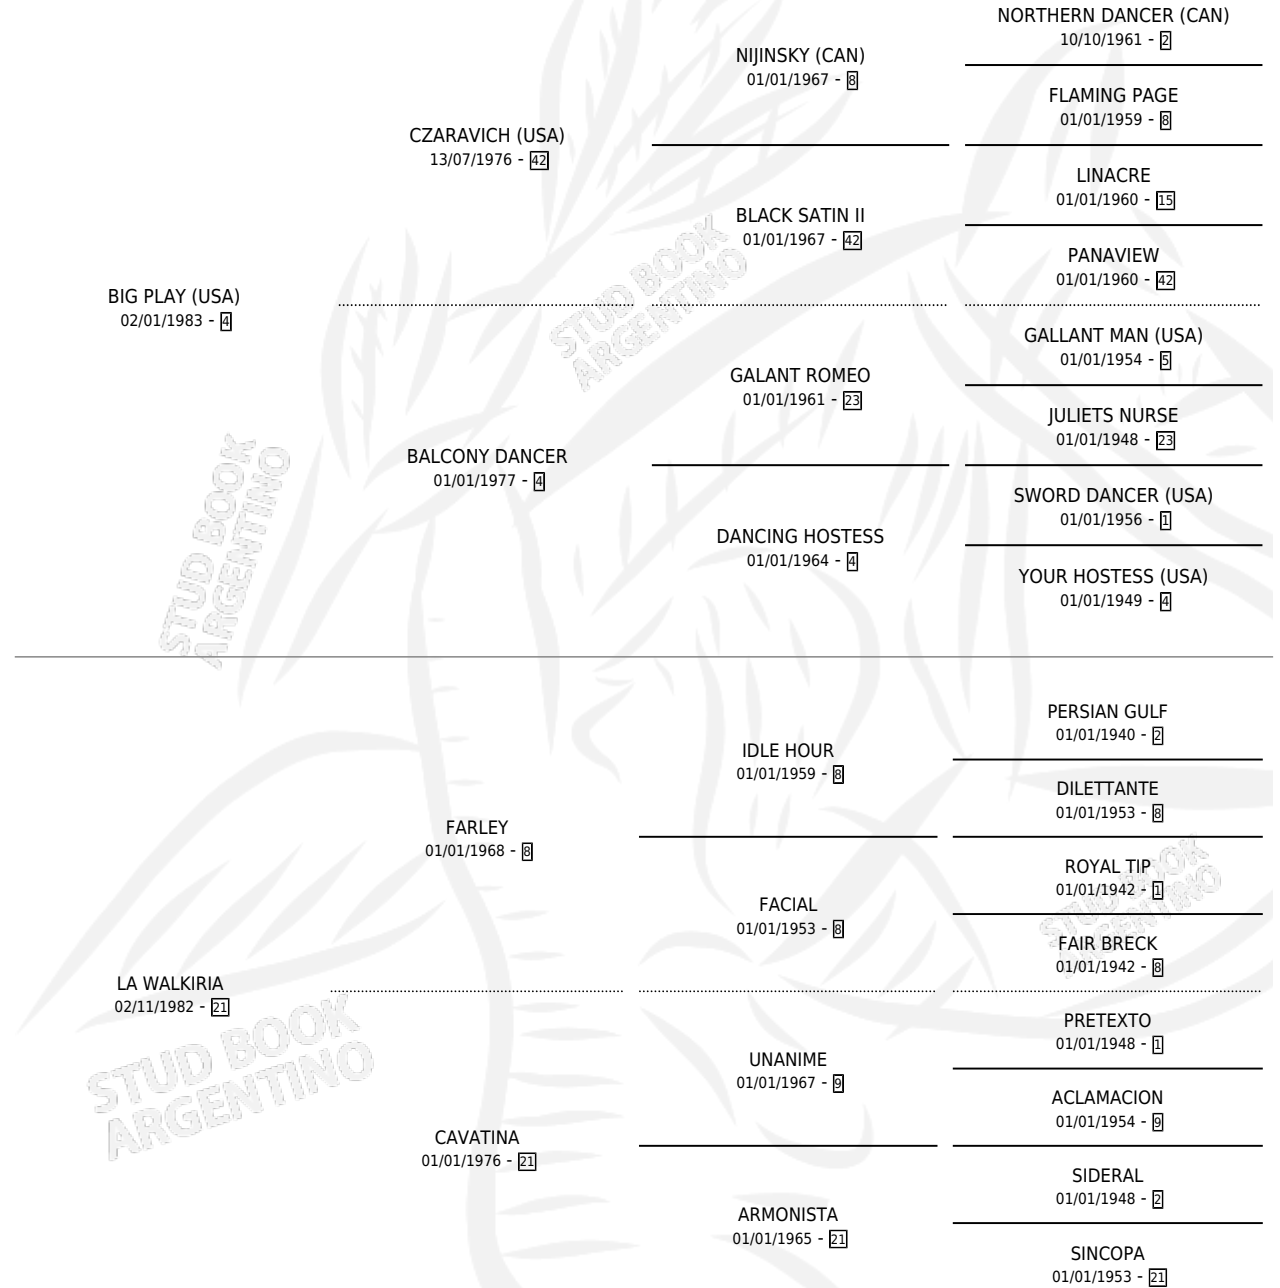 NORTHERN DANCER (CAN)
10/10/1961 - 2
NIJINSKY (CAN)
01/01/1967 - 8
FLAMING PAGE
01/01/1959 - 8
CZARAVICH (USA)
13/07/1976 - 42
LINACRE
01/01/1960 - 15
BLACK SATIN II
01/01/1967 - 42
PANAVIEW
01/01/1960 - 42
BIG PLAY (USA)
02/01/1983 - 4
GALLANT MAN (USA)
01/01/1954 - 5
GALANT ROMEO
01/01/1961 - 23
JULIETS NURSE
01/01/1948 - 23
BALCONY DANCER
01/01/1977 - 4
SWORD DANCER (USA)
01/01/1956 - 1
DANCING HOSTESS
01/01/1964 - 4
YOUR HOSTESS (USA)
01/01/1949 - 4
STUD BOOK
ARGENTINO
STUD BOOK
ARGENTINO
PERSIAN GULF
01/01/1940 - 2
IDLE HOUR
01/01/1959 - 8
DILETTANTE
01/01/1953 - 8
FARLEY
01/01/1968 - 8
ROYAL TIP
01/01/1942 - 1
FACIAL
01/01/1953 - 8
FAIR BRECK
01/01/1942 - 8
LA WALKIRIA
02/11/1982 - 21
PRETEXTO
01/01/1948 - 1
UNANIME
01/01/1967 - 9
ACLAMACION
01/01/1954 - 9
CAVATINA
01/01/1976 - 21
SIDERAL
01/01/1948 - 2
ARMONISTA
01/01/1965 - 21
SINCOPA
01/01/1953 - 21
STUD BOOK
ARGENTINO
STUD BOOK
ARGENTINO